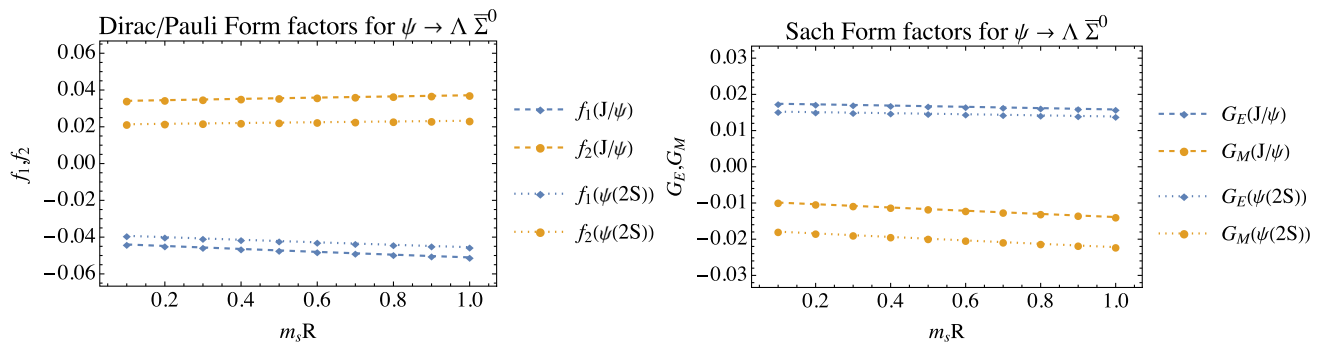 Dirac/Pauli Form factors for ψ → Λ Σ̅⁰
0.06
0.04
0.02
0.00
−0.02
−0.04
−0.06
f₁,f₂
0.2 0.4 0.6 0.8 1.0
mₛR
f₁(J/ψ)
f₂(J/ψ)
f₁(ψ(2S))
f₂(ψ(2S))
Sach Form factors for ψ → Λ Σ̅⁰
0.03
0.02
0.01
0.00
−0.01
−0.02
−0.03
G_E,G_M
0.2 0.4 0.6 0.8 1.0
mₛR
G_E(J/ψ)
G_M(J/ψ)
G_E(ψ(2S))
G_M(ψ(2S))